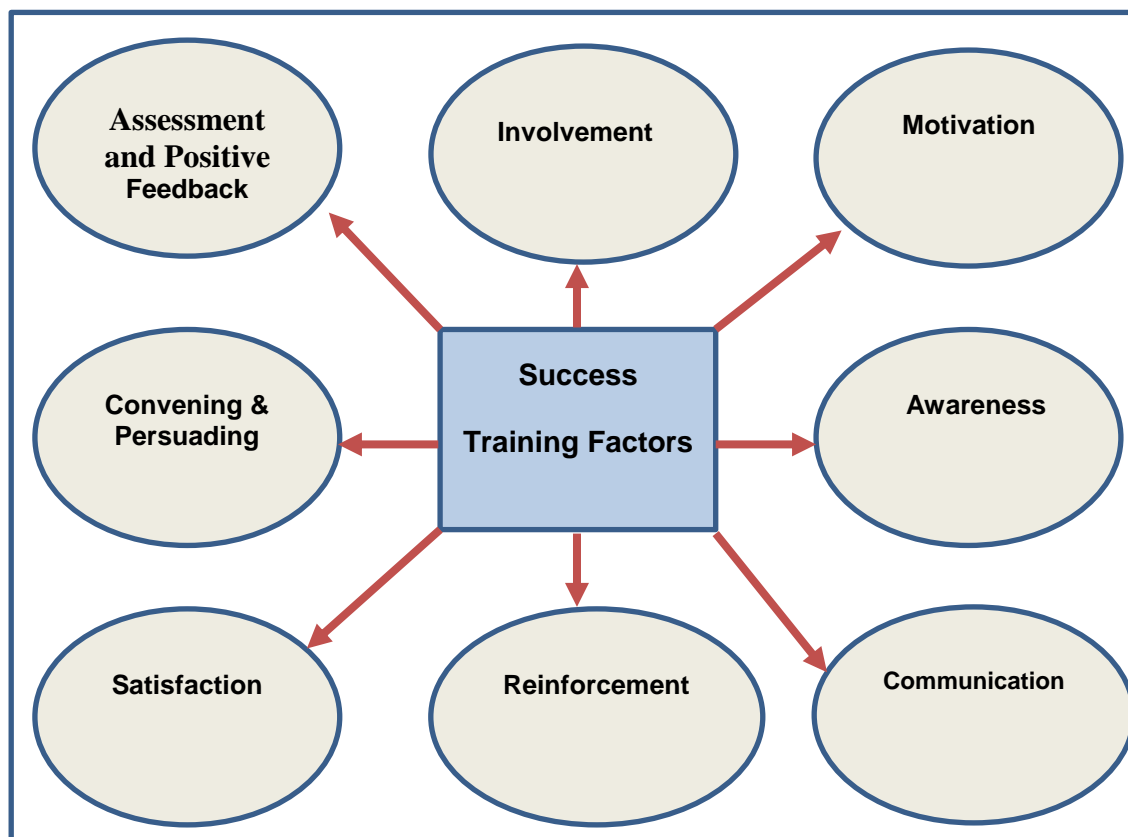 Assessment
and Positive
Feedback
Involvement
Motivation
Success
Training Factors
Convening &
Persuading
Awareness
Satisfaction
Reinforcement
Communication